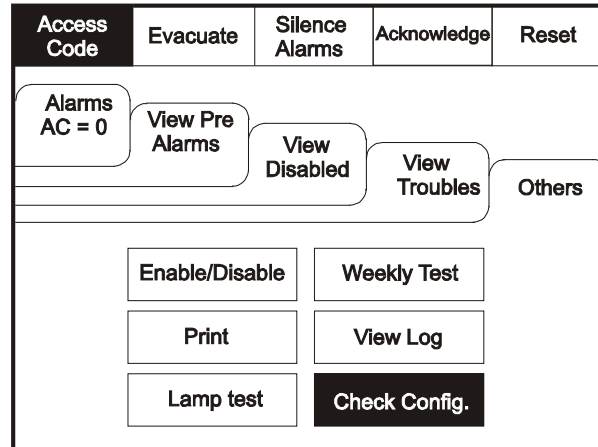 Access
Code
Evacuate
Silence
Alarms
Acknowledge
Reset
Alarms
AC = 0
View Pre
Alarms
View
Disabled
View
Troubles
Others
Enable/Disable
Weekly Test
Print
View Log
Lamp test
Check Config.